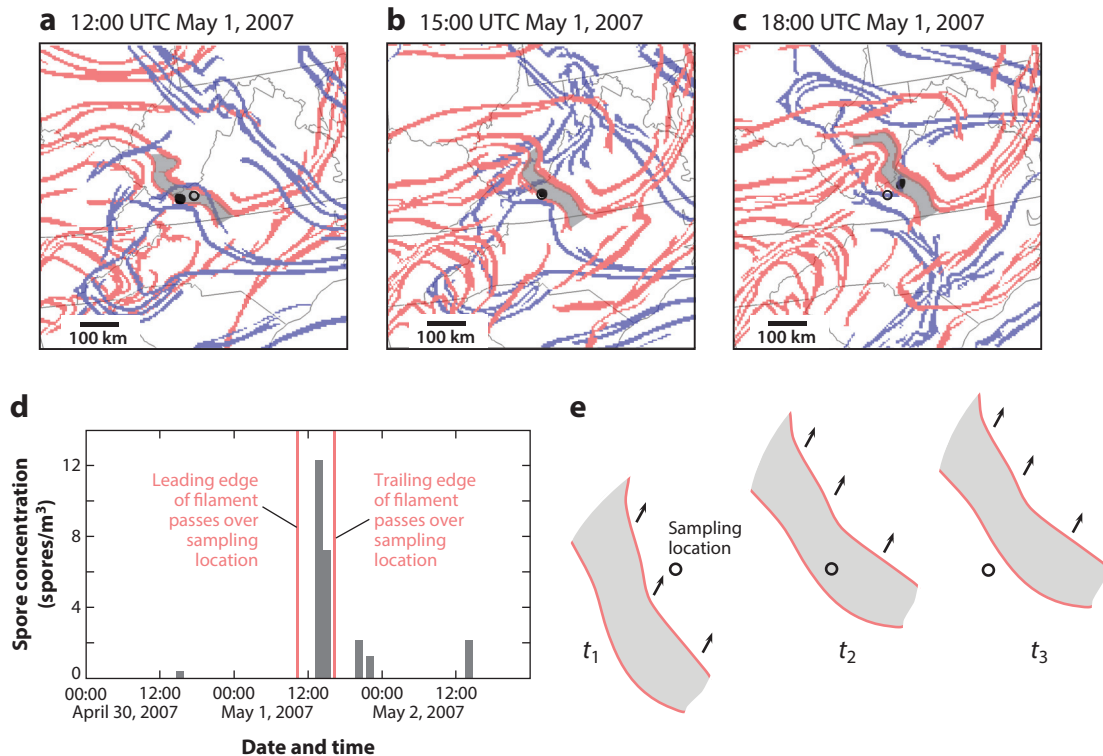 a 12:00 UTC May 1, 2007
b 15:00 UTC May 1, 2007
c 18:00 UTC May 1, 2007
100 km
100 km
100 km
d
Spore concentration
(spores/m³)
12
8
4
0
Leading edge
of filament
passes over
sampling
location
Trailing edge
of filament
passes over
sampling
location
00:00
12:00
00:00
12:00
00:00
12:00
April 30, 2007
May 1, 2007
May 2, 2007
Date and time
e
Sampling
location
t1
t2
t3